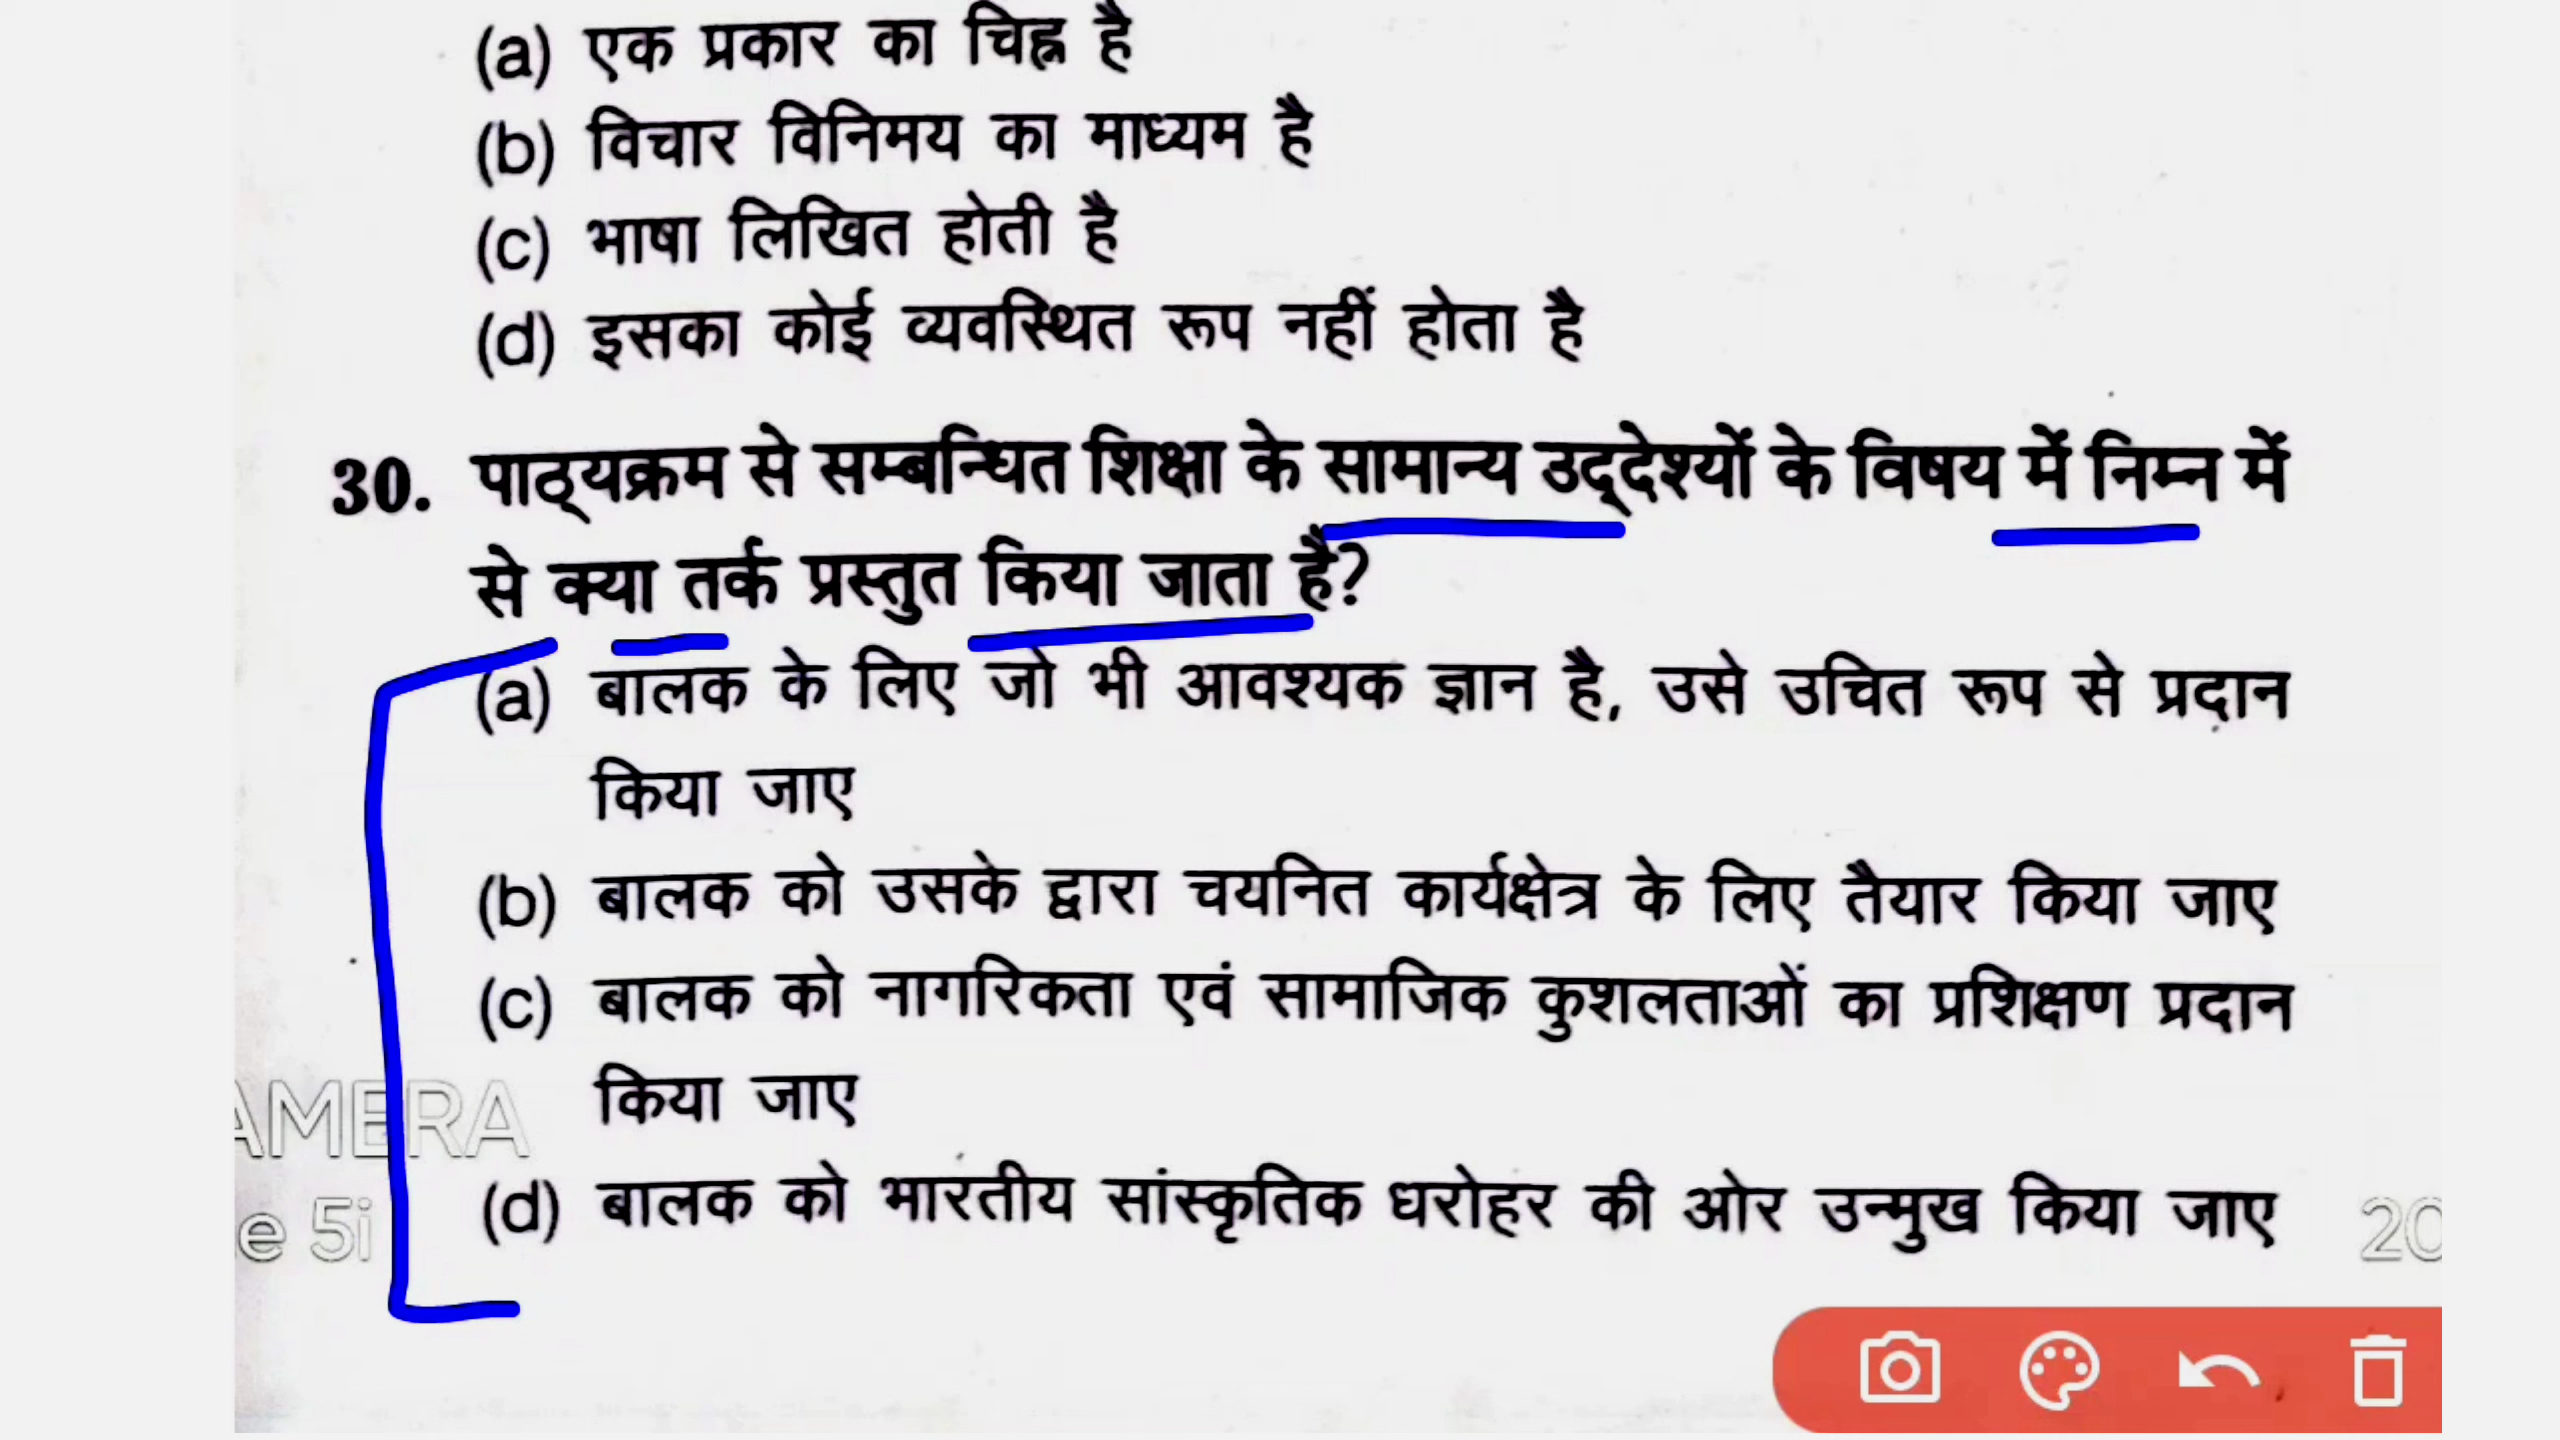 (a) एक प्रकार का चिह्न है
(b) विचार विनिमय का माध्यम है
(c) भाषा लिखित होती है
(d) इसका कोई व्यवस्थित रूप नहीं होता है
30. पाठ्यक्रम से सम्बन्धित शिक्षा के सामान्य उद्देश्यों के विषय में निम्न में
से क्या तर्क प्रस्तुत किया जाता है?
(a) बालक के लिए जो भी आवश्यक ज्ञान है, उसे उचित रूप से प्रदान
किया जाए
(b) बालक को उसके द्वारा चयनित कार्यक्षेत्र के लिए तैयार किया जाए
(c) बालक को नागरिकता एवं सामाजिक कुशलताओं का प्रशिक्षण प्रदान
किया जाए
AMERA
(d) बालक को भारतीय सांस्कृतिक धरोहर की ओर उन्मुख किया जाए
e 5i
20